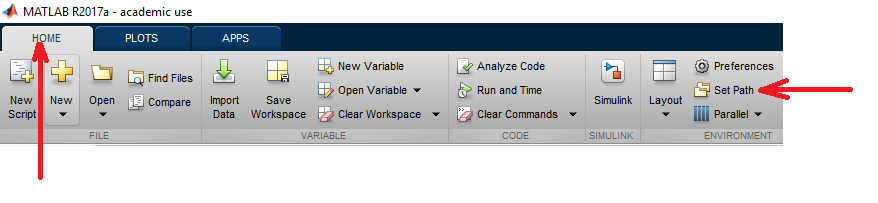 MATLAB R2017a - academic use
HOME PLOTS APPS
New Script
New
Open
Find Files
Compare
Import Data
Save Workspace
New Variable
Open Variable
Clear Workspace
Analyze Code
Run and Time
Clear Commands
Simulink
Layout
Preferences
Set Path
Parallel
FILE VARIABLE CODE SIMULINK ENVIRONMENT